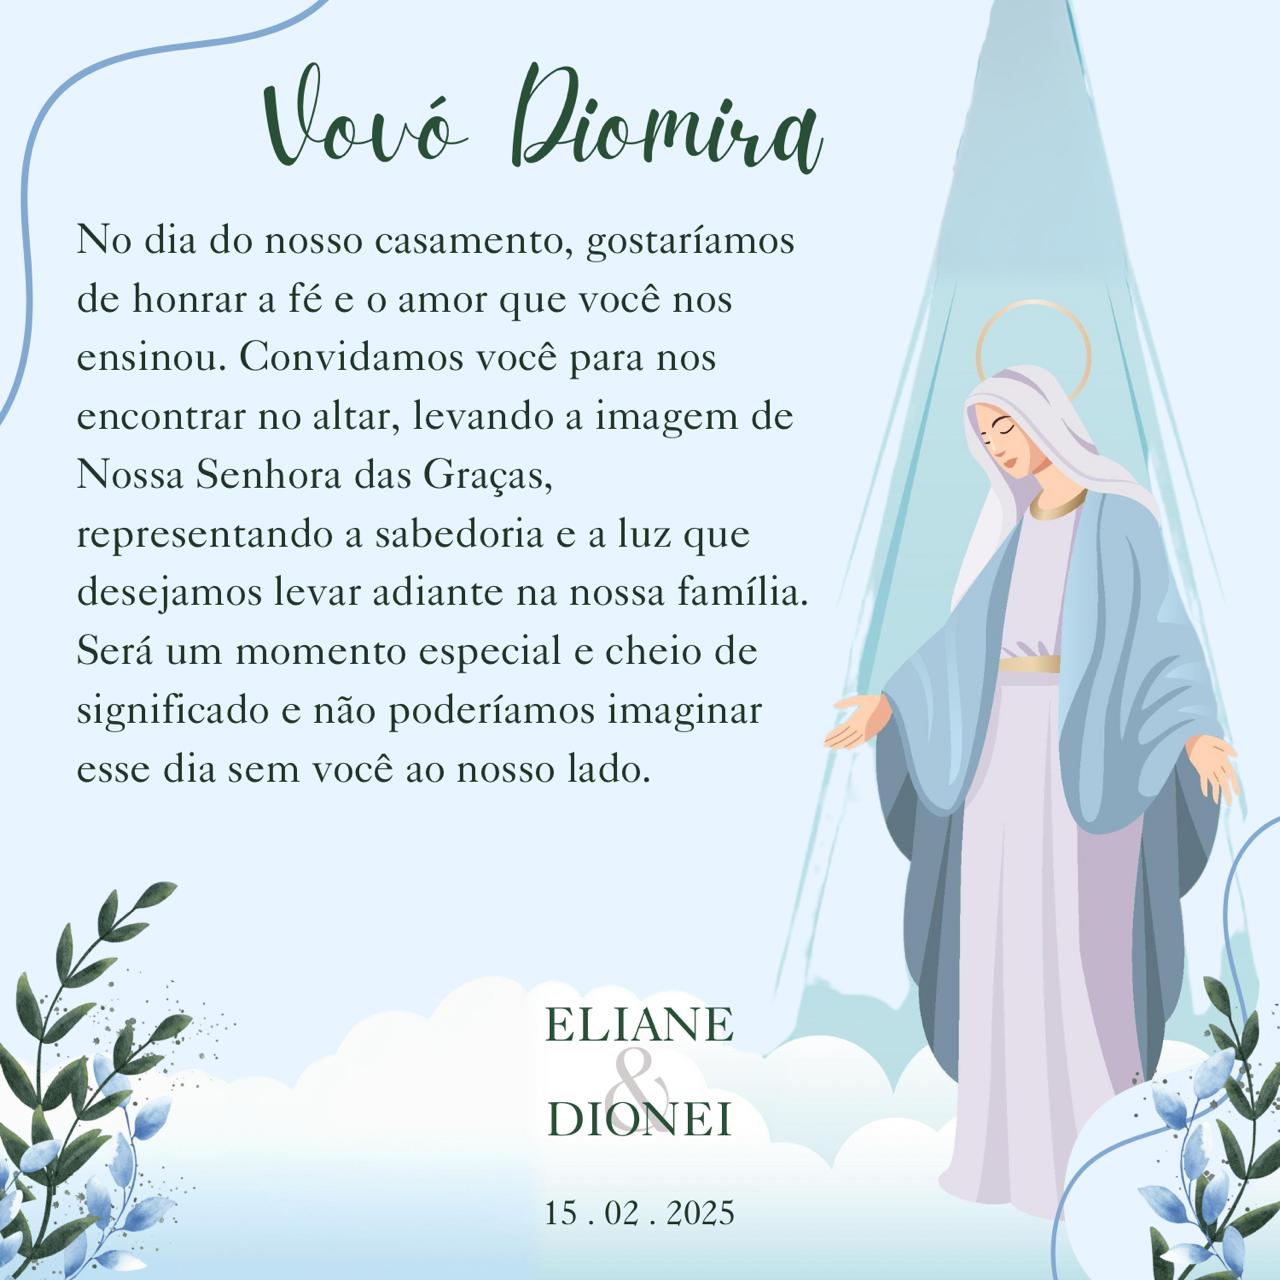 Vovó Diomira
No dia do nosso casamento, gostaríamos
de honrar a fé e o amor que você nos
ensinou. Convidamos você para nos
encontrar no altar, levando a imagem de
Nossa Senhora das Graças,
representando a sabedoria e a luz que
desejamos levar adiante na nossa família.
Será um momento especial e cheio de
significado e não poderíamos imaginar
esse dia sem você ao nosso lado.
ELIANE
&
DIONEI
15 . 02 . 2025